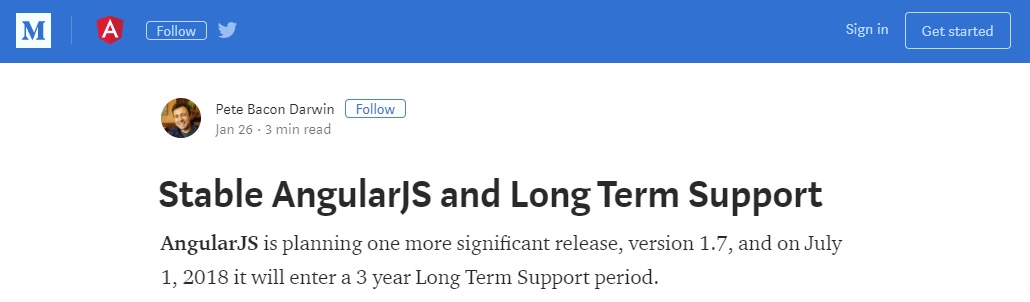 M A Follow Sign in Get started
Pete Bacon Darwin Follow
Jan 26 · 3 min read
Stable AngularJS and Long Term Support
AngularJS is planning one more significant release, version 1.7, and on July
1, 2018 it will enter a 3 year Long Term Support period.